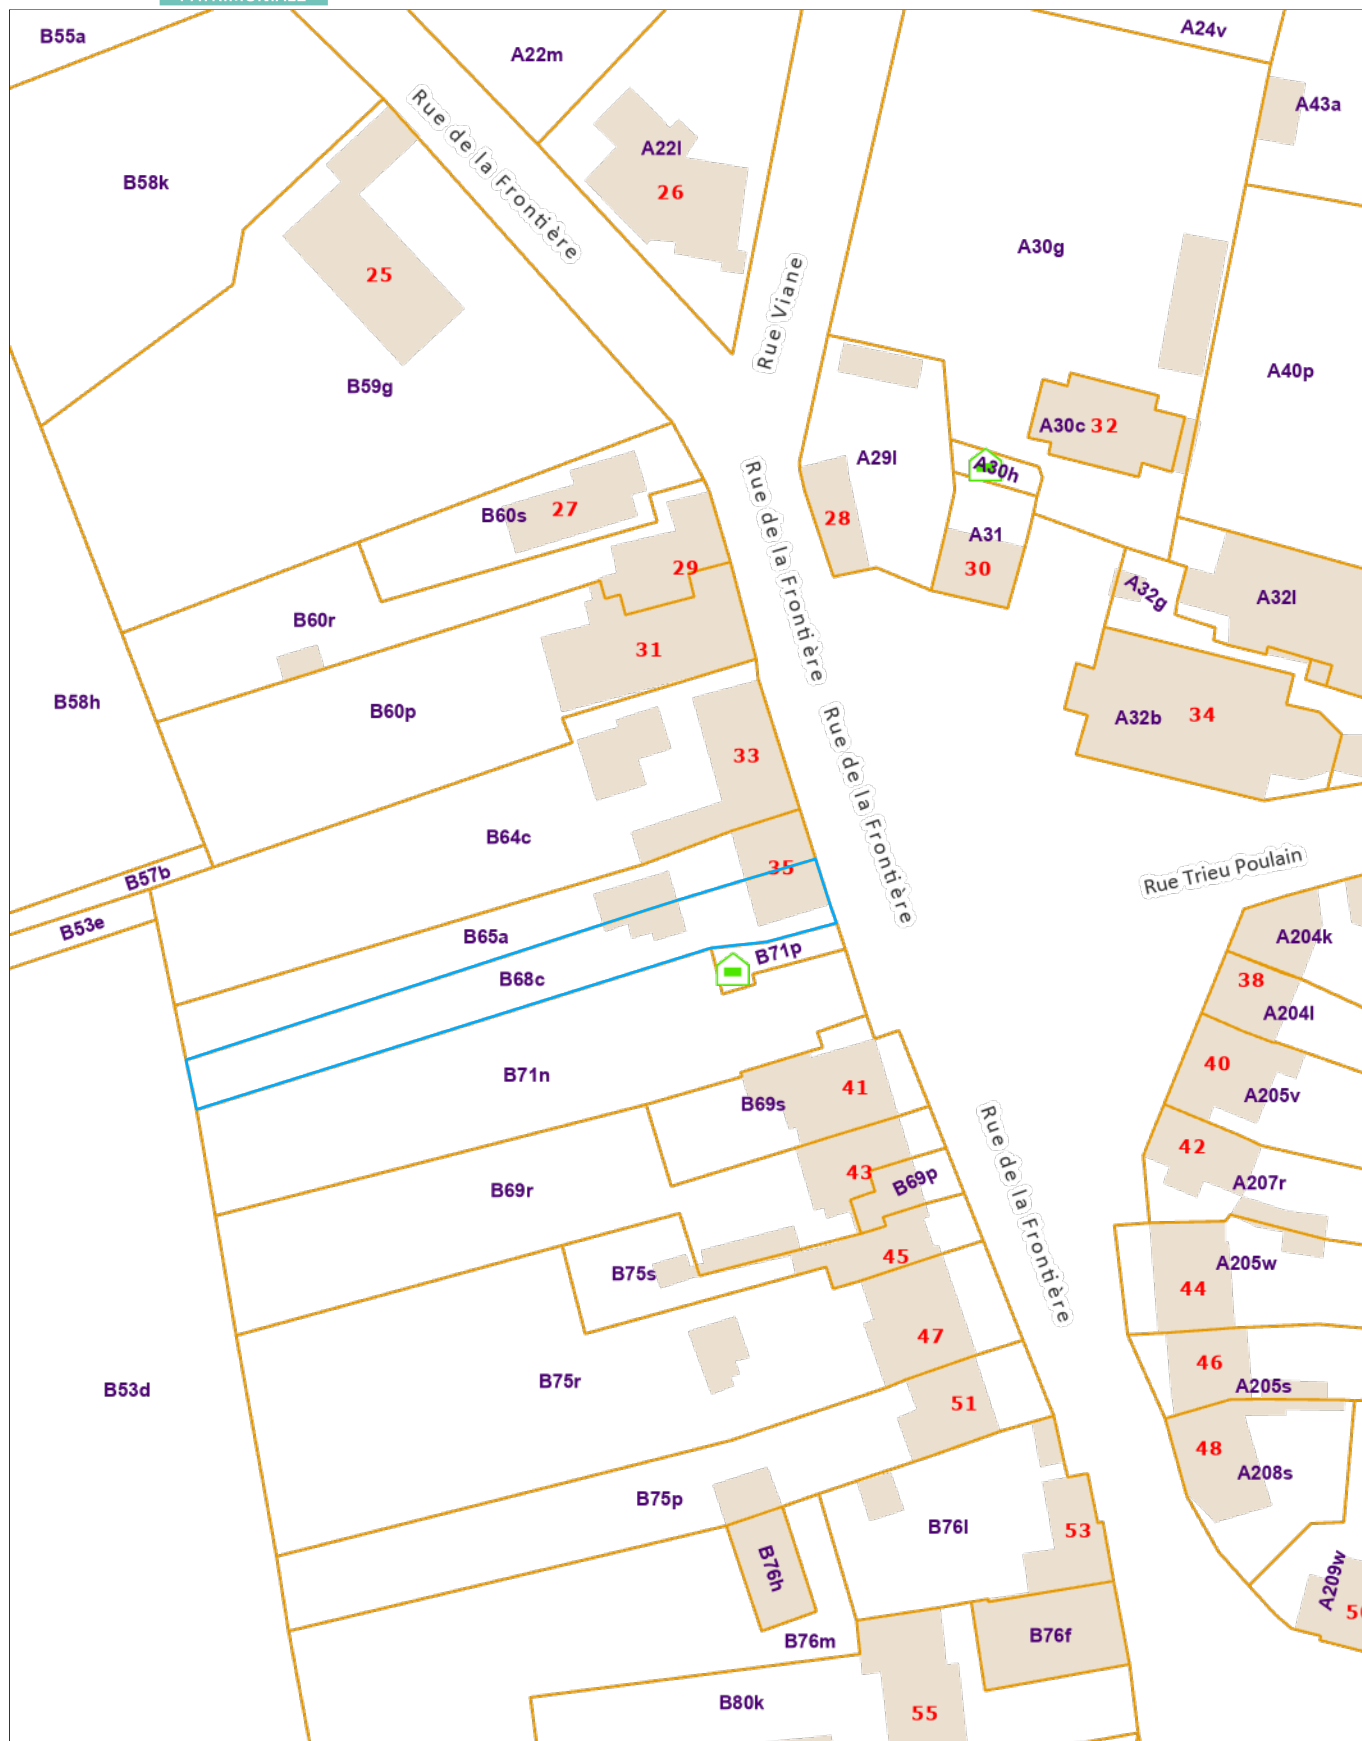 B55a
A22m
A24v
A43a
Rue de la Frontière
A22l
26
B58k
25
A30g
Rue Viane
B59g
A40p
A30c
32
A29l
A30h
B60s
27
28
A31
30
Rue de la Frontière
29
A32g
A32l
B60r
31
B58h
B60p
A32b
34
33
Rue de la Frontière
B64c
Rue Trieu Poulain
B57b
35
B53e
B65a
A204k
B71p
B68c
38
A204l
B71n
40
41
B69s
A205v
42
43
B69p
B69r
A207r
Rue de la Frontière
45
B75s
A205w
44
47
46
B75r
B53d
A205s
51
48
A208s
B75p
B76l
53
B76h
A209w
B76m
B76f
B80k
55